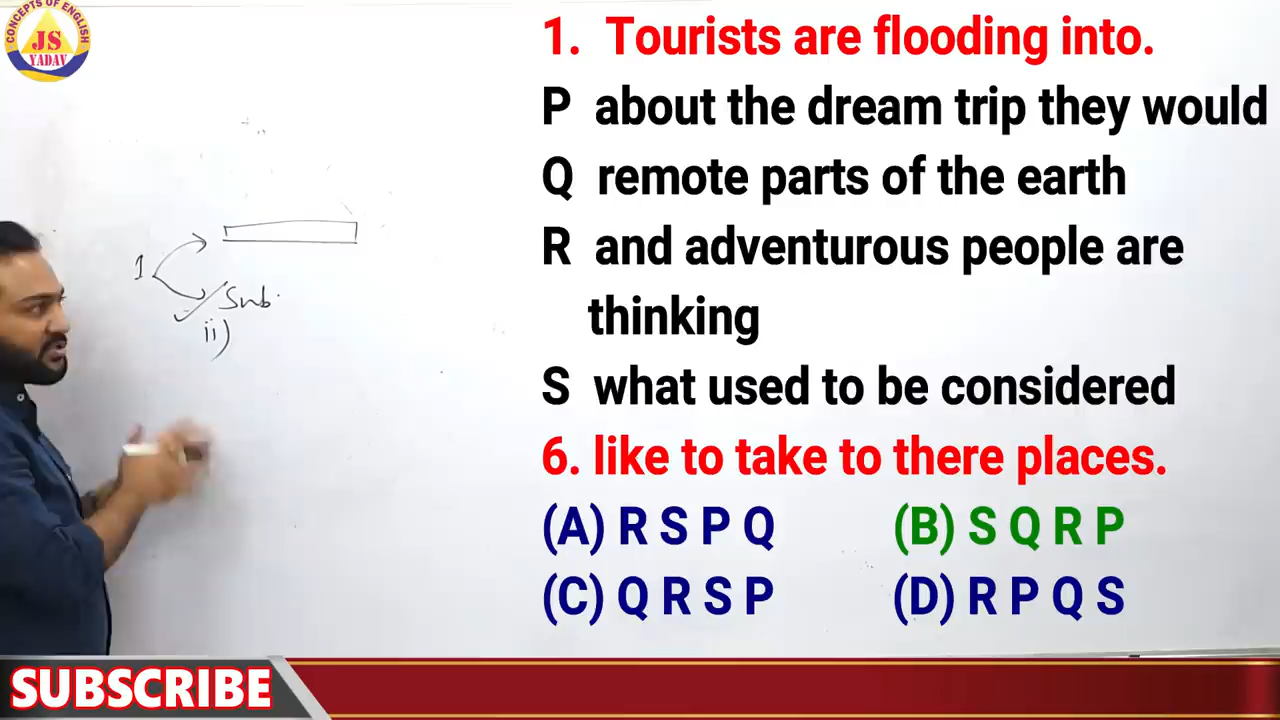 CONCEPTS OF ENGLISH
JS
YADAV
1. Tourists are flooding into.
P about the dream trip they would
Q remote parts of the earth
R and adventurous people are
thinking
S what used to be considered
6. like to take to there places.
(A) R S P Q (B) S Q R P
(C) Q R S P (D) R P Q S
1
Sub.
ii)
SUBSCRIBE